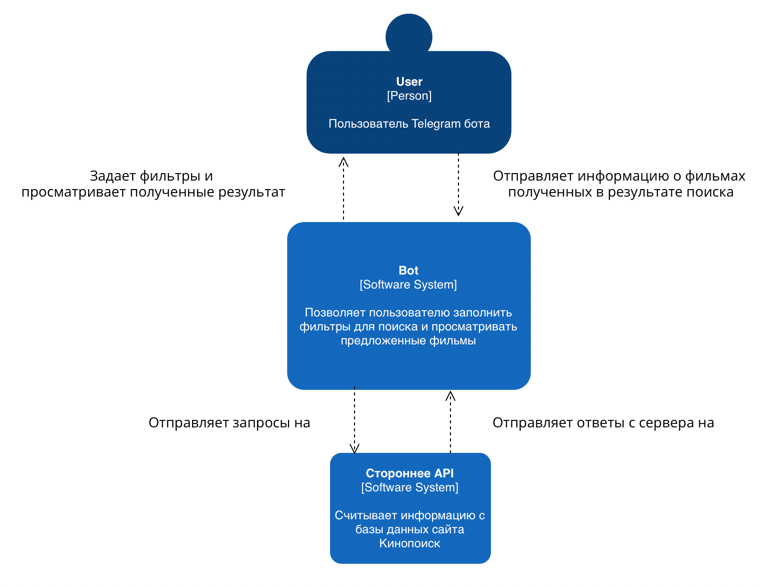 User
[Person]
Пользователь Telegram бота
Задает фильтры и
просматривает полученные результат
Отправляет информацию о фильмах
полученных в результате поиска
Bot
[Software System]
Позволяет пользователю заполнить
фильтры для поиска и просматривать
предложенные фильмы
Отправляет запросы на
Отправляет ответы с сервера на
Стороннее API
[Software System]
Считывает информацию с
базы данных сайта
Кинопоиск